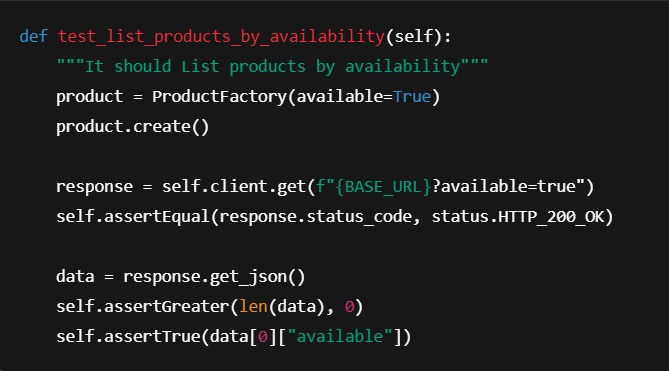 def test_list_products_by_availability(self):
"""It should List products by availability"""
product = ProductFactory(available=True)
product.create()
response = self.client.get(f"{BASE_URL}?available=true")
self.assertEqual(response.status_code, status.HTTP_200_OK)
data = response.get_json()
self.assertGreater(len(data), 0)
self.assertTrue(data[0]["available"])